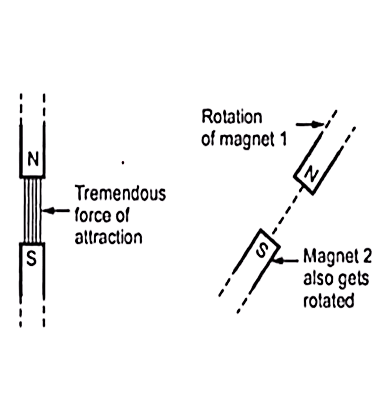 N
Tremendous
force of
attraction
S
Rotation
of magnet 1
N
S
Magnet 2
also gets
rotated